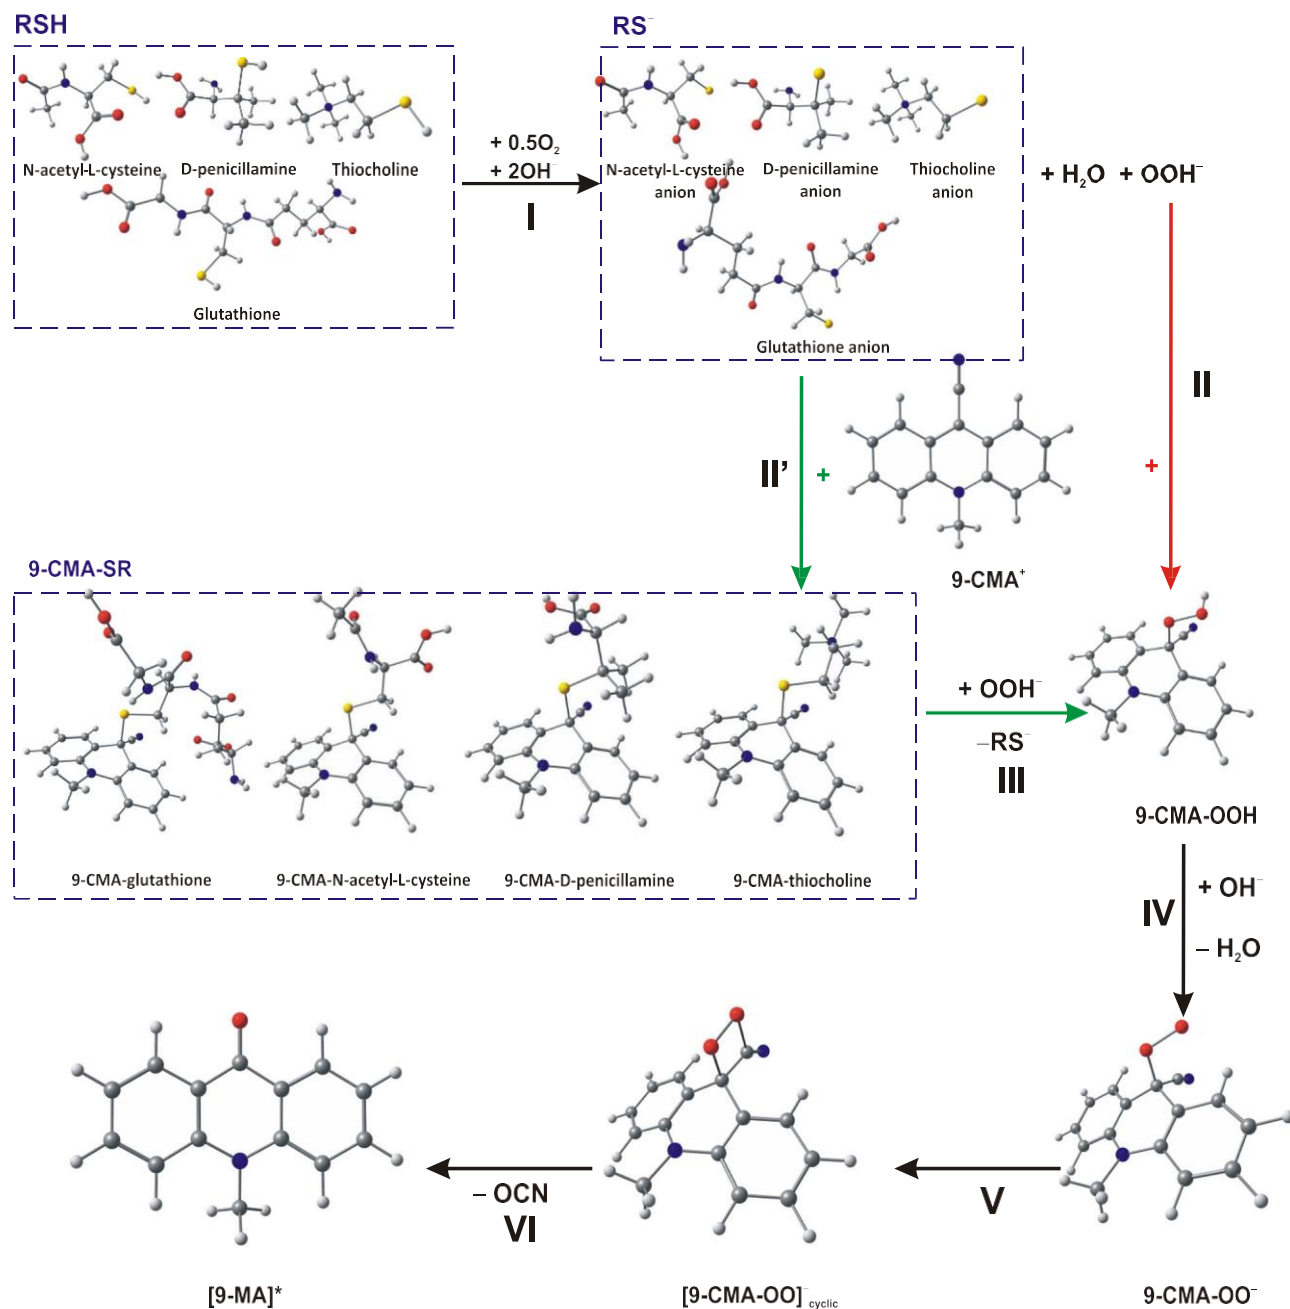 RSH
RS⁻
N-acetyl-L-cysteine
D-penicillamine
Thiocholine
Glutathione
+ 0.5O₂
+ 2OH⁻
I
N-acetyl-L-cysteine
anion
D-penicillamine
anion
Thiocholine
anion
Glutathione anion
+ H₂O + OOH⁻
II
+
II'
+
9-CMA⁺
9-CMA-SR
9-CMA-glutathione
9-CMA-N-acetyl-L-cysteine
9-CMA-D-penicillamine
9-CMA-thiocholine
+ OOH⁻
–RS⁻
III
9-CMA-OOH
IV
+ OH⁻
– H₂O
9-CMA-OO⁻
V
[9-CMA-OO]⁻cyclic
– OCN
VI
[9-MA]*